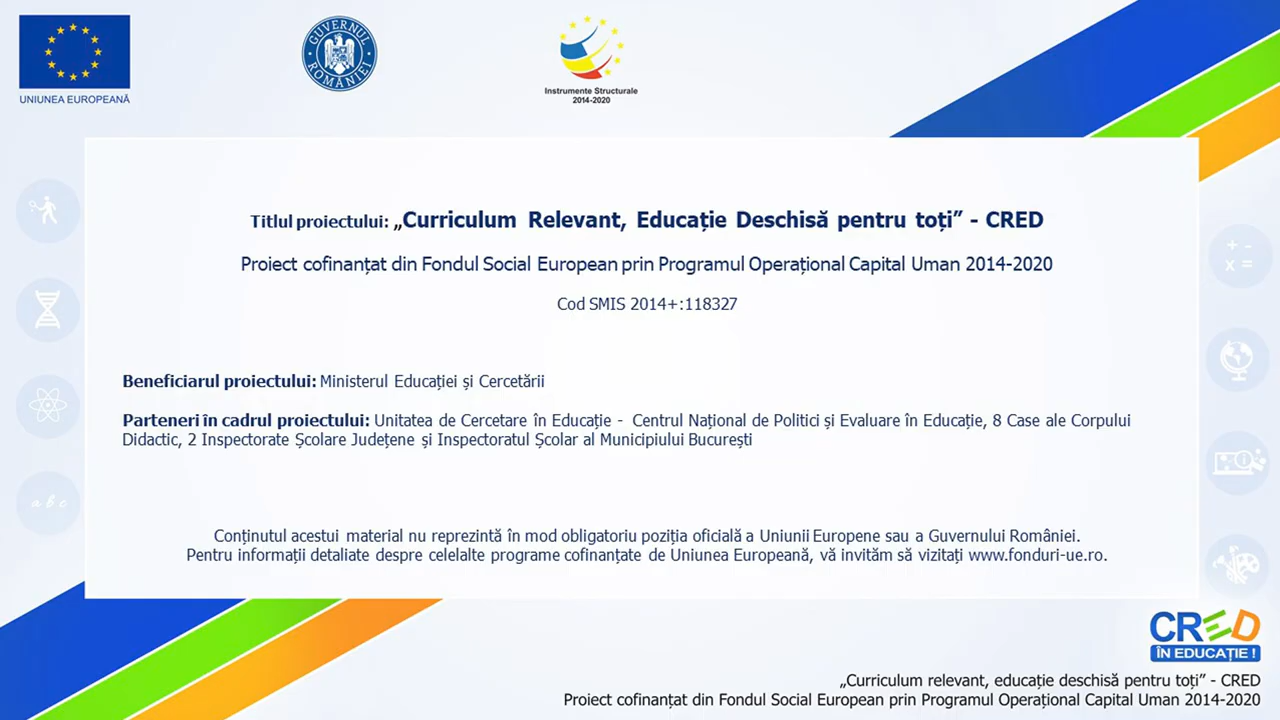 UNIUNEA EUROPEANĂ
GUVERNUL ROMÂNIEI
Instrumente Structurale
2014-2020
Titlul proiectului: „Curriculum Relevant, Educație Deschisă pentru toți” - CRED
Proiect cofinanțat din Fondul Social European prin Programul Operațional Capital Uman 2014-2020
Cod SMIS 2014+:118327
Beneficiarul proiectului: Ministerul Educației și Cercetării
Parteneri în cadrul proiectului: Unitatea de Cercetare în Educație - Centrul Național de Politici și Evaluare în Educație, 8 Case ale Corpului
Didactic, 2 Inspectorate Școlare Județene și Inspectoratul Școlar al Municipiului București
a b c
+ -
x =
Conținutul acestui material nu reprezintă în mod obligatoriu poziția oficială a Uniunii Europene sau a Guvernului României.
Pentru informații detaliate despre celelalte programe cofinanțate de Uniunea Europeană, vă invităm să vizitați www.fonduri-ue.ro.
CRED
ÎN EDUCAȚIE !
„Curriculum relevant, educație deschisă pentru toți” - CRED
Proiect cofinanțat din Fondul Social European prin Programul Operațional Capital Uman 2014-2020